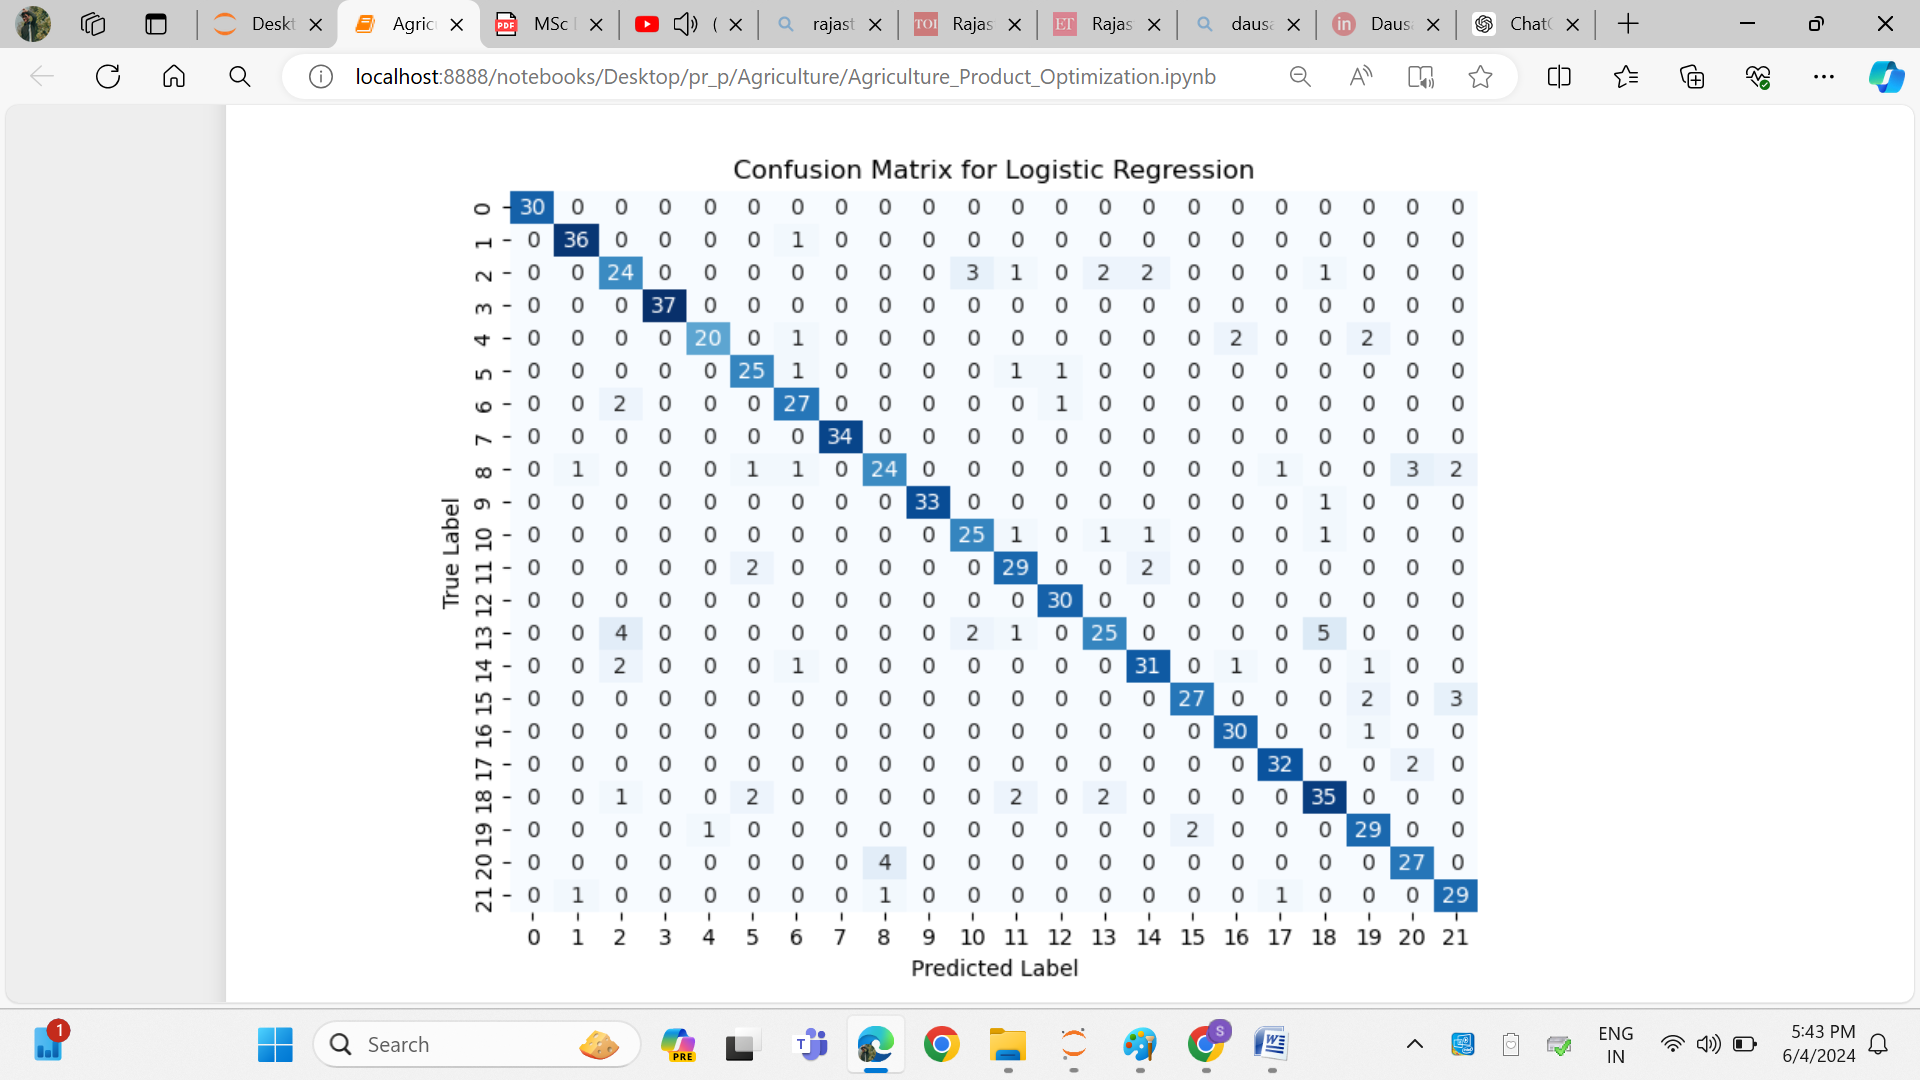 Deskt
Agric
MSc
(
rajast
TOI Rajas
ET Rajas
daus
in Daus
Chat
localhost:8888/notebooks/Desktop/pr_p/Agriculture/Agriculture_Product_Optimization.ipynb
Confusion Matrix for Logistic Regression
0 30 0 0 0 0 0 0 0 0 0 0 0 0 0 0 0 0 0 0 0 0 0
1 0 36 0 0 0 0 1 0 0 0 0 0 0 0 0 0 0 0 0 0 0 0
2 0 0 24 0 0 0 0 0 0 0 3 1 0 2 2 0 0 0 1 0 0 0
3 0 0 0 37 0 0 0 0 0 0 0 0 0 0 0 0 0 0 0 0 0 0
4 0 0 0 0 20 0 1 0 0 0 0 0 0 0 0 0 2 0 0 2 0 0
5 0 0 0 0 0 25 1 0 0 0 0 1 1 0 0 0 0 0 0 0 0 0
6 0 0 2 0 0 0 27 0 0 0 0 0 1 0 0 0 0 0 0 0 0 0
7 0 0 0 0 0 0 0 34 0 0 0 0 0 0 0 0 0 0 0 0 0 0
8 0 1 0 0 0 1 1 0 24 0 0 0 0 0 0 0 0 1 0 0 3 2
9 0 0 0 0 0 0 0 0 0 33 0 0 0 0 0 0 0 0 1 0 0 0
10 0 0 0 0 0 0 0 0 0 0 25 1 0 1 1 0 0 0 1 0 0 0
11 0 0 0 0 0 2 0 0 0 0 0 29 0 0 2 0 0 0 0 0 0 0
12 0 0 0 0 0 0 0 0 0 0 0 0 30 0 0 0 0 0 0 0 0 0
13 0 0 4 0 0 0 0 0 0 0 2 1 0 25 0 0 0 0 5 0 0 0
14 0 0 2 0 0 0 1 0 0 0 0 0 0 0 31 0 1 0 0 1 0 0
15 0 0 0 0 0 0 0 0 0 0 0 0 0 0 0 27 0 0 0 2 0 3
16 0 0 0 0 0 0 0 0 0 0 0 0 0 0 0 0 30 0 0 1 0 0
17 0 0 0 0 0 0 0 0 0 0 0 0 0 0 0 0 0 32 0 0 2 0
18 0 0 1 0 0 2 0 0 0 0 0 2 0 2 0 0 0 0 35 0 0 0
19 0 0 0 0 1 0 0 0 0 0 0 0 0 0 0 2 0 0 0 29 0 0
20 0 0 0 0 0 0 0 0 4 0 0 0 0 0 0 0 0 0 0 0 27 0
21 0 1 0 0 0 0 0 0 1 0 0 0 0 0 0 0 0 1 0 0 0 29
True Label
0 1 2 3 4 5 6 7 8 9 10 11 12 13 14 15 16 17 18 19 20 21
Predicted Label
1
Search
PRE
S
ENG
IN
5:43 PM
6/4/2024